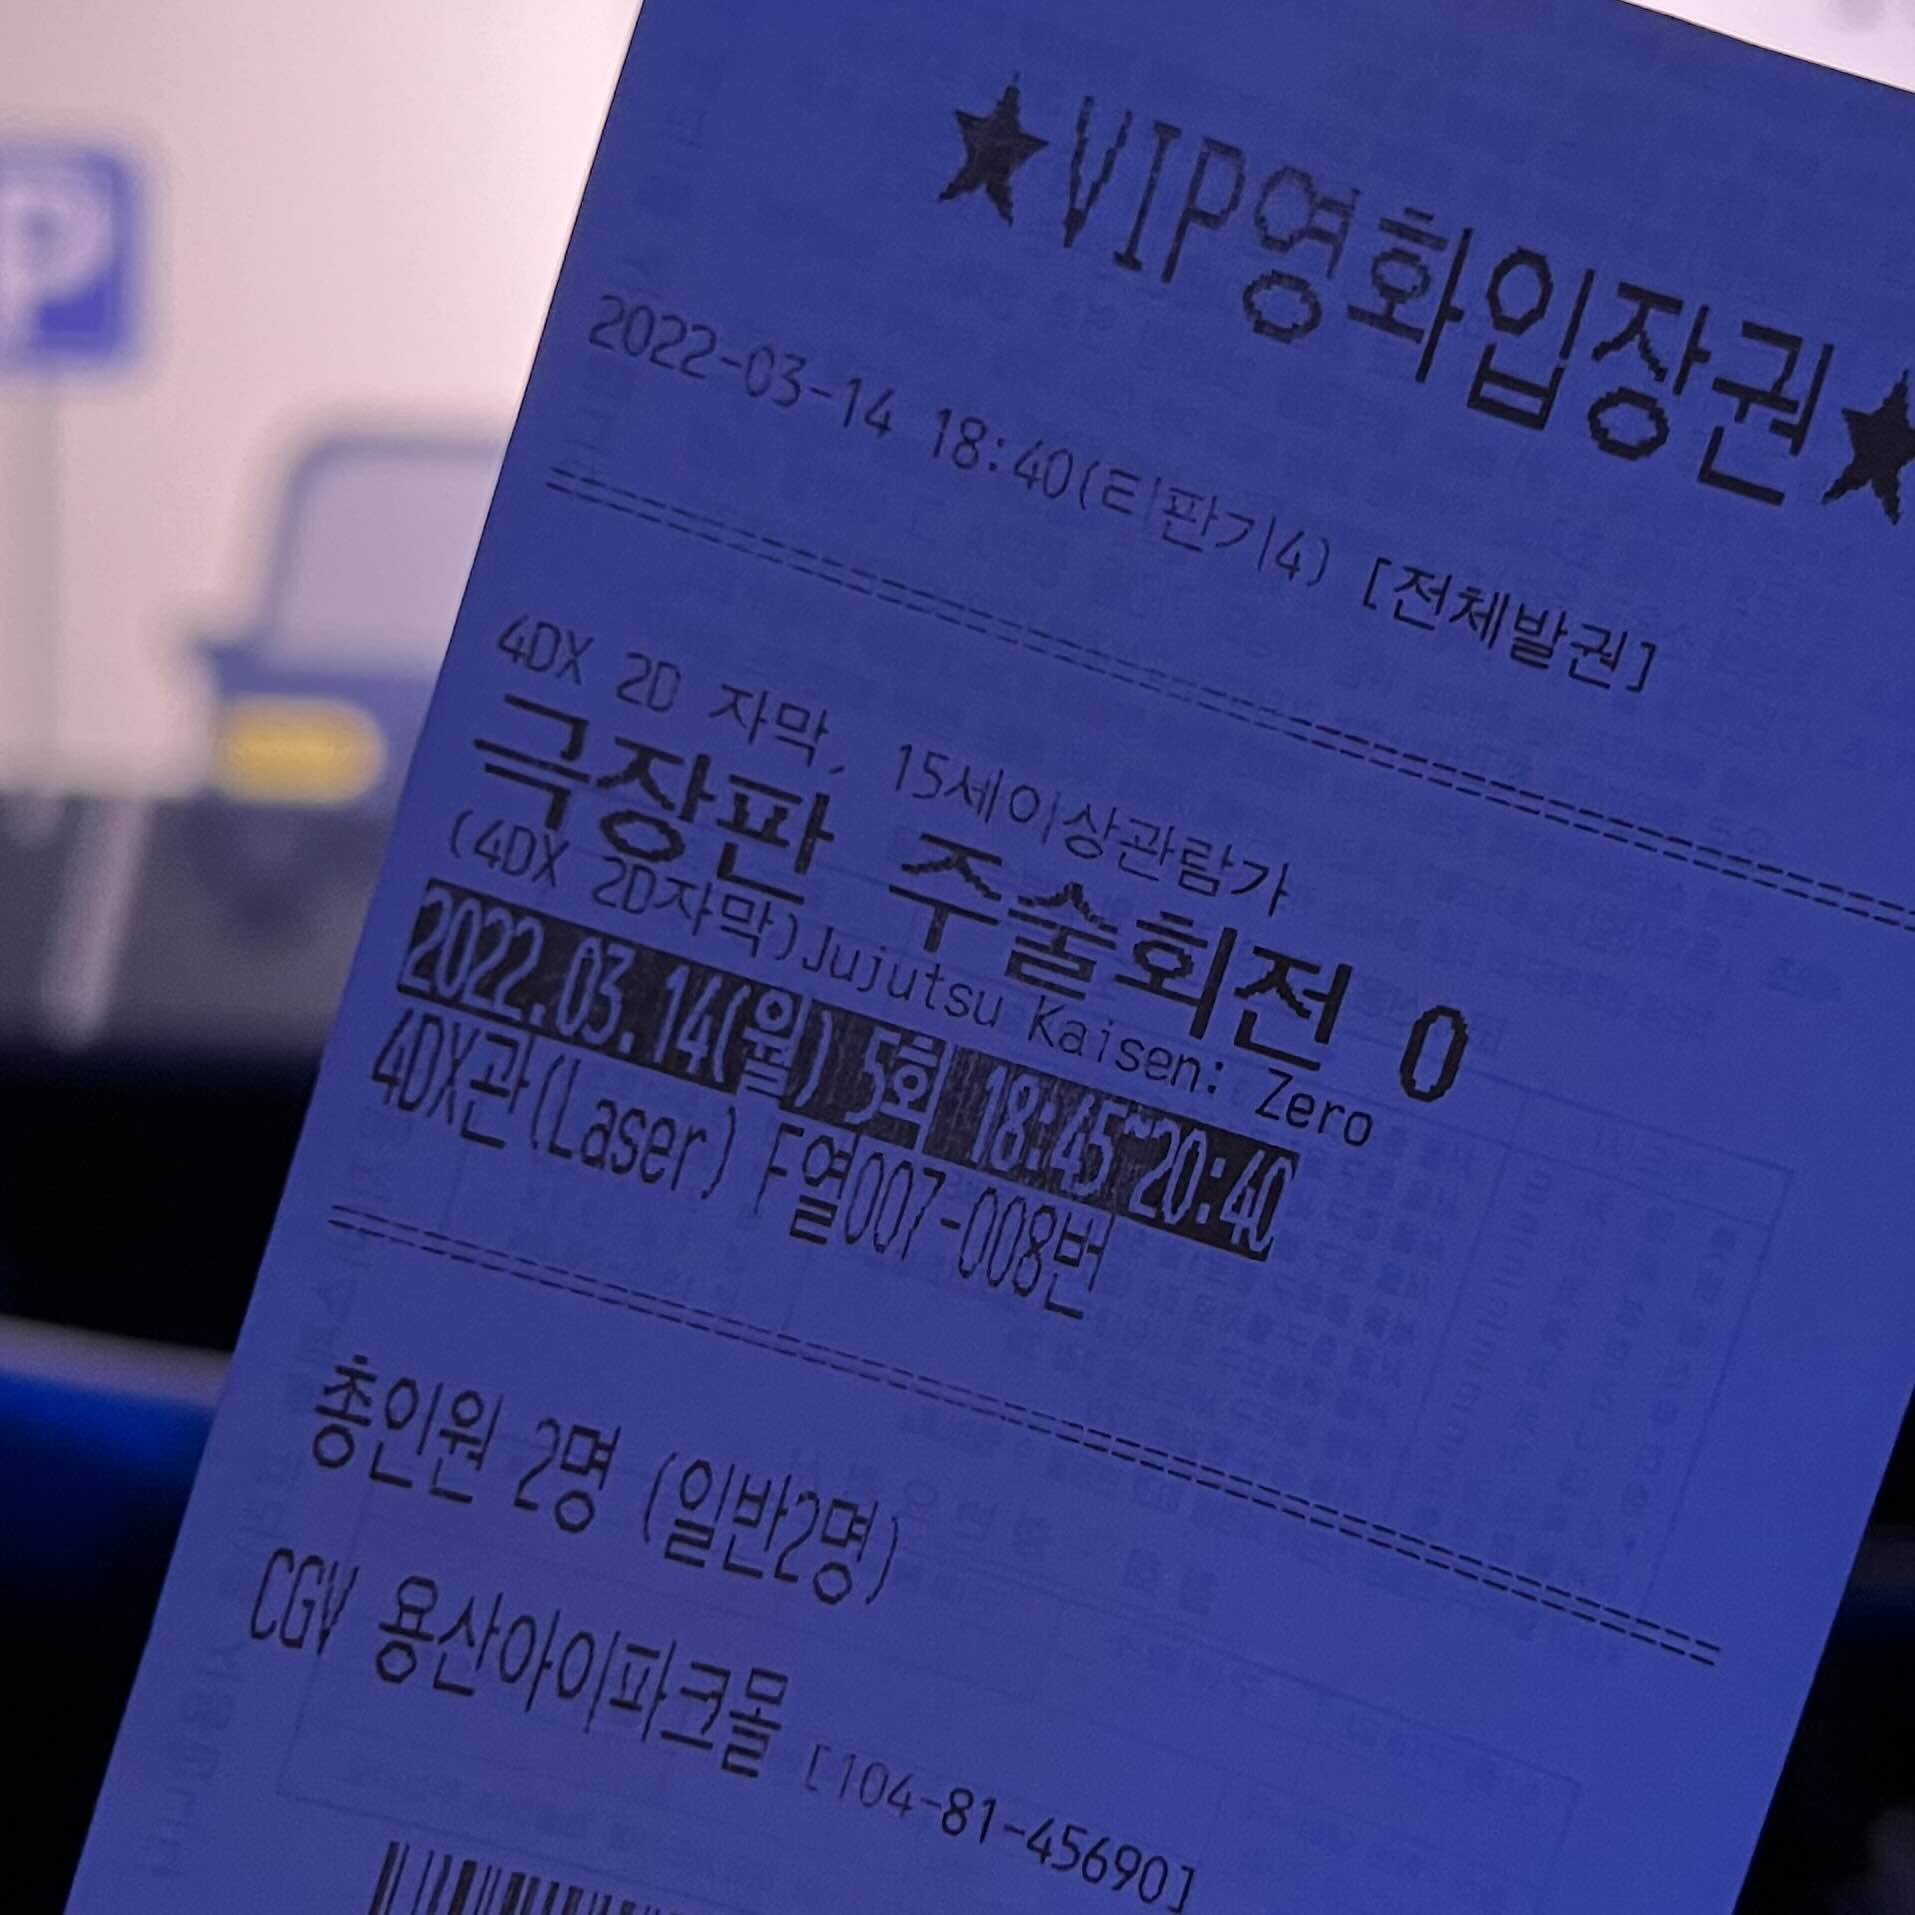 ★VIP영화입장권★
2022-03-14 18:40(티판기4) [전체발권]
4DX 2D 자막, 15세이상관람가
극장판 주술회전 0
(4DX 2D자막)Jujutsu Kaisen: Zero
2022.03.14(월) 5회 18:45~20:40
4DX관(Laser) F열007-008번
총인원 2명 (일반2명)
CGV 용산아이파크몰 [104-81-45690]
P